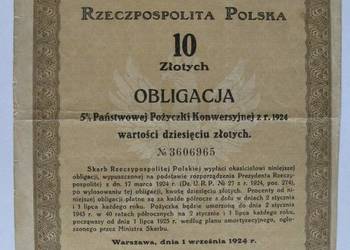 RZECZPOSPOLITA POLSKA
10
Złotych
OBLIGACJA
5% Państwowej Pożyczki Konwersyjnej z r. 1924
wartości dziesięciu złotych.
№ 3606965
Skarb Rzeczypospolitej Polskiej wypłaci okazicielowi niniejszej
obligacji, wypuszczonej na podstawie rozporządzenia Prezydenta Rzeczy-
pospolitej z dn. 17 marca 1924 r. (Dz. U. R. P. № 27 z r. 1924, poz. 274),
po wylosowaniu tej obligacji, kwotę dziesięciu złotych. Procenty od ni-
niejszej obligacji płatne są za każde półrocze z dołu w dniach 2 stycznia
i 1 lipca każdego roku. Pożyczka będzie umorzona do dnia 2 stycznia
1945 r. w 40 ratach półrocznych na 2 stycznia i 1 lipca każdego roku,
począwszy od dnia 1 lipca 1925 r. według planu amortyzacyjnego, ogło-
szonego przez Ministra Skarbu.
Warszawa, dnia 1 września 1924 r.